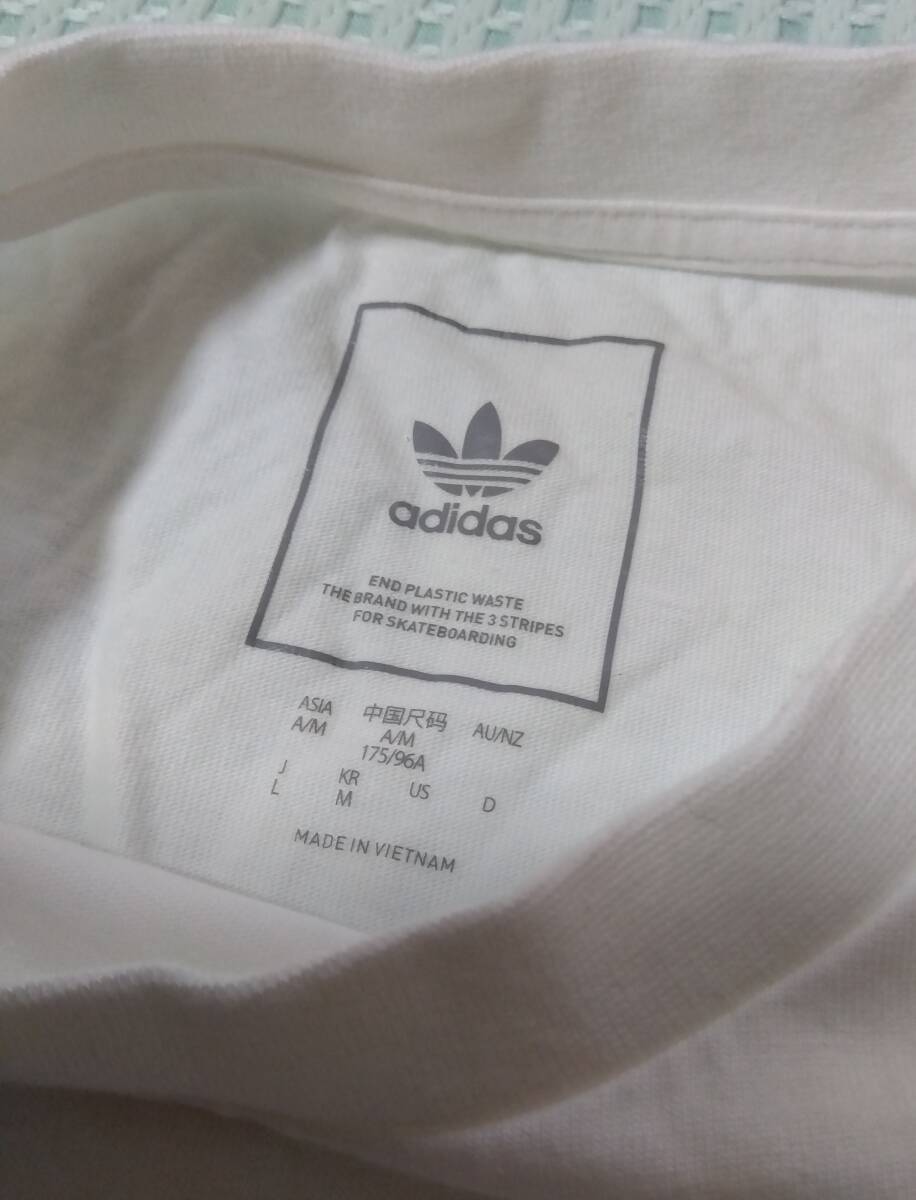 adidas
END PLASTIC WASTE
THE BRAND WITH THE 3 STRIPES
FOR SKATEBOARDING
ASIA 中国尺码 AU/NZ
A/M A/M
175/96A
J KR US D
L M
MADE IN VIETNAM